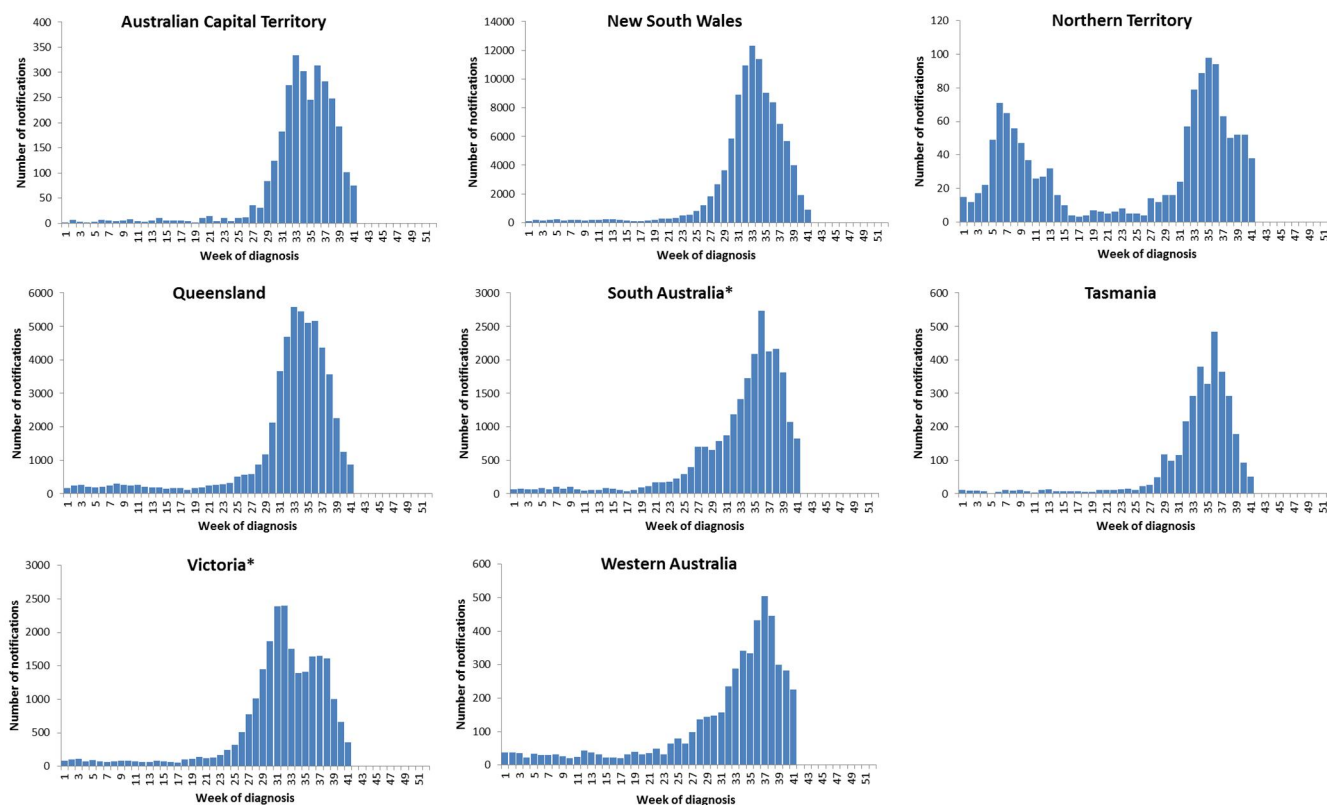 Australian Capital Territory
Number of notifications
400
350
300
250
200
150
100
50
0
1 3 5 7 9 11 13 15 17 19 21 23 25 27 29 31 33 35 37 39 41 43 45 47 49 51
Week of diagnosis
New South Wales
Number of notifications
14000
12000
10000
8000
6000
4000
2000
0
1 3 5 7 9 11 13 15 17 19 21 23 25 27 29 31 33 35 37 39 41 43 45 47 49 51
Week of diagnosis
Northern Territory
Number of notifications
120
100
80
60
40
20
0
1 3 5 7 9 11 13 15 17 19 21 23 25 27 29 31 33 35 37 39 41 43 45 47 49 51
Week of diagnosis
Queensland
Number of notifications
6000
5000
4000
3000
2000
1000
0
1 3 5 7 9 11 13 15 17 19 21 23 25 27 29 31 33 35 37 39 41 43 45 47 49 51
Week of diagnosis
South Australia*
Number of notifications
3000
2,500
2,000
1,500
1,000
500
0
1 3 5 7 9 11 13 15 17 19 21 23 25 27 29 31 33 35 37 39 41 43 45 47 49 51
Week of diagnosis
Tasmania
Number of notifications
600
500
400
300
200
100
0
1 3 5 7 9 11 13 15 17 19 21 23 25 27 29 31 33 35 37 39 41 43 45 47 49 51
Week of diagnosis
Victoria*
Number of notifications
3000
2500
2000
1500
1000
500
0
1 3 5 7 9 11 13 15 17 19 21 23 25 27 29 31 33 35 37 39 41 43 45 47 49 51
Week of diagnosis
Western Australia
Number of notifications
600
500
400
300
200
100
0
1 3 5 7 9 11 13 15 17 19 21 23 25 27 29 31 33 35 37 39 41 43 45 47 49 51
Week of diagnosis